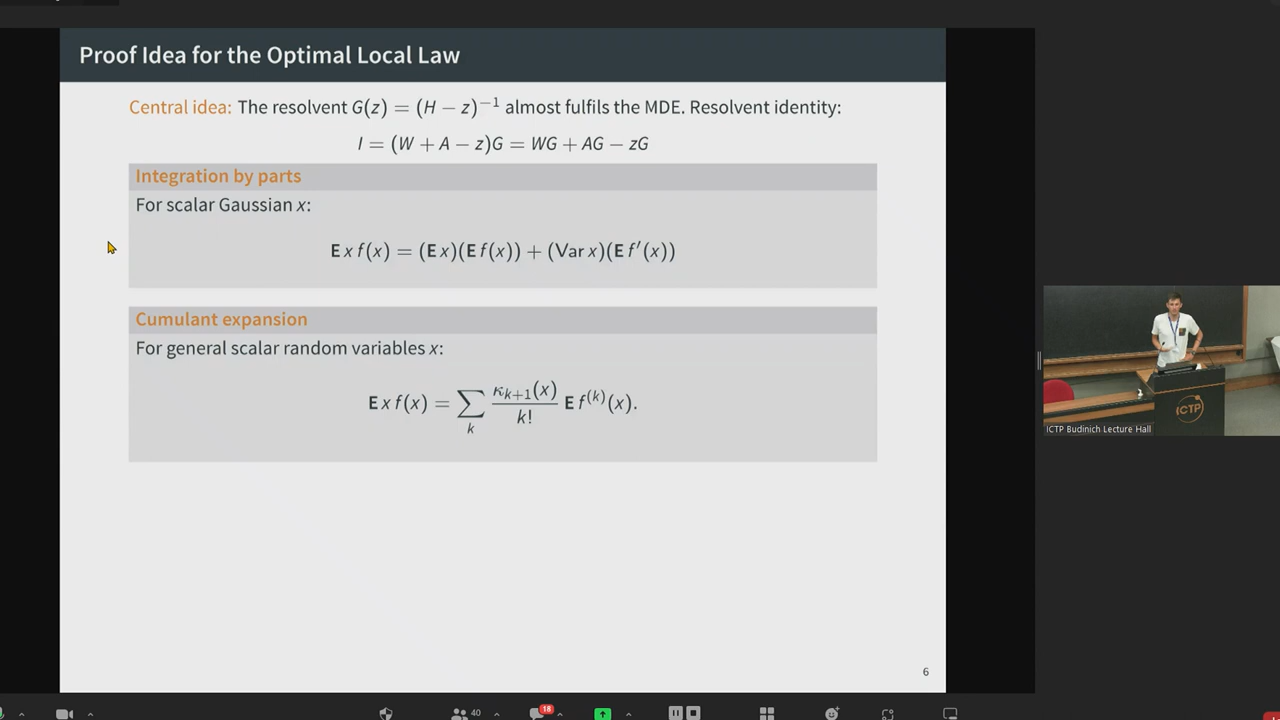 Proof Idea for the Optimal Local Law
Central idea: The resolvent G(z) = (H − z)⁻¹ almost fulfils the MDE. Resolvent identity:
I = (W + A − z)G = WG + AG − zG
Integration by parts
For scalar Gaussian x:
E x f(x) = (E x)(E f(x)) + (Var x)(E f′(x))
Cumulant expansion
For general scalar random variables x:
E x f(x) = ∑_k κ_{k+1}(x)/k! E f^{(k)}(x).
6
ICTP
ICTP Budinich Lecture Hall
40
18